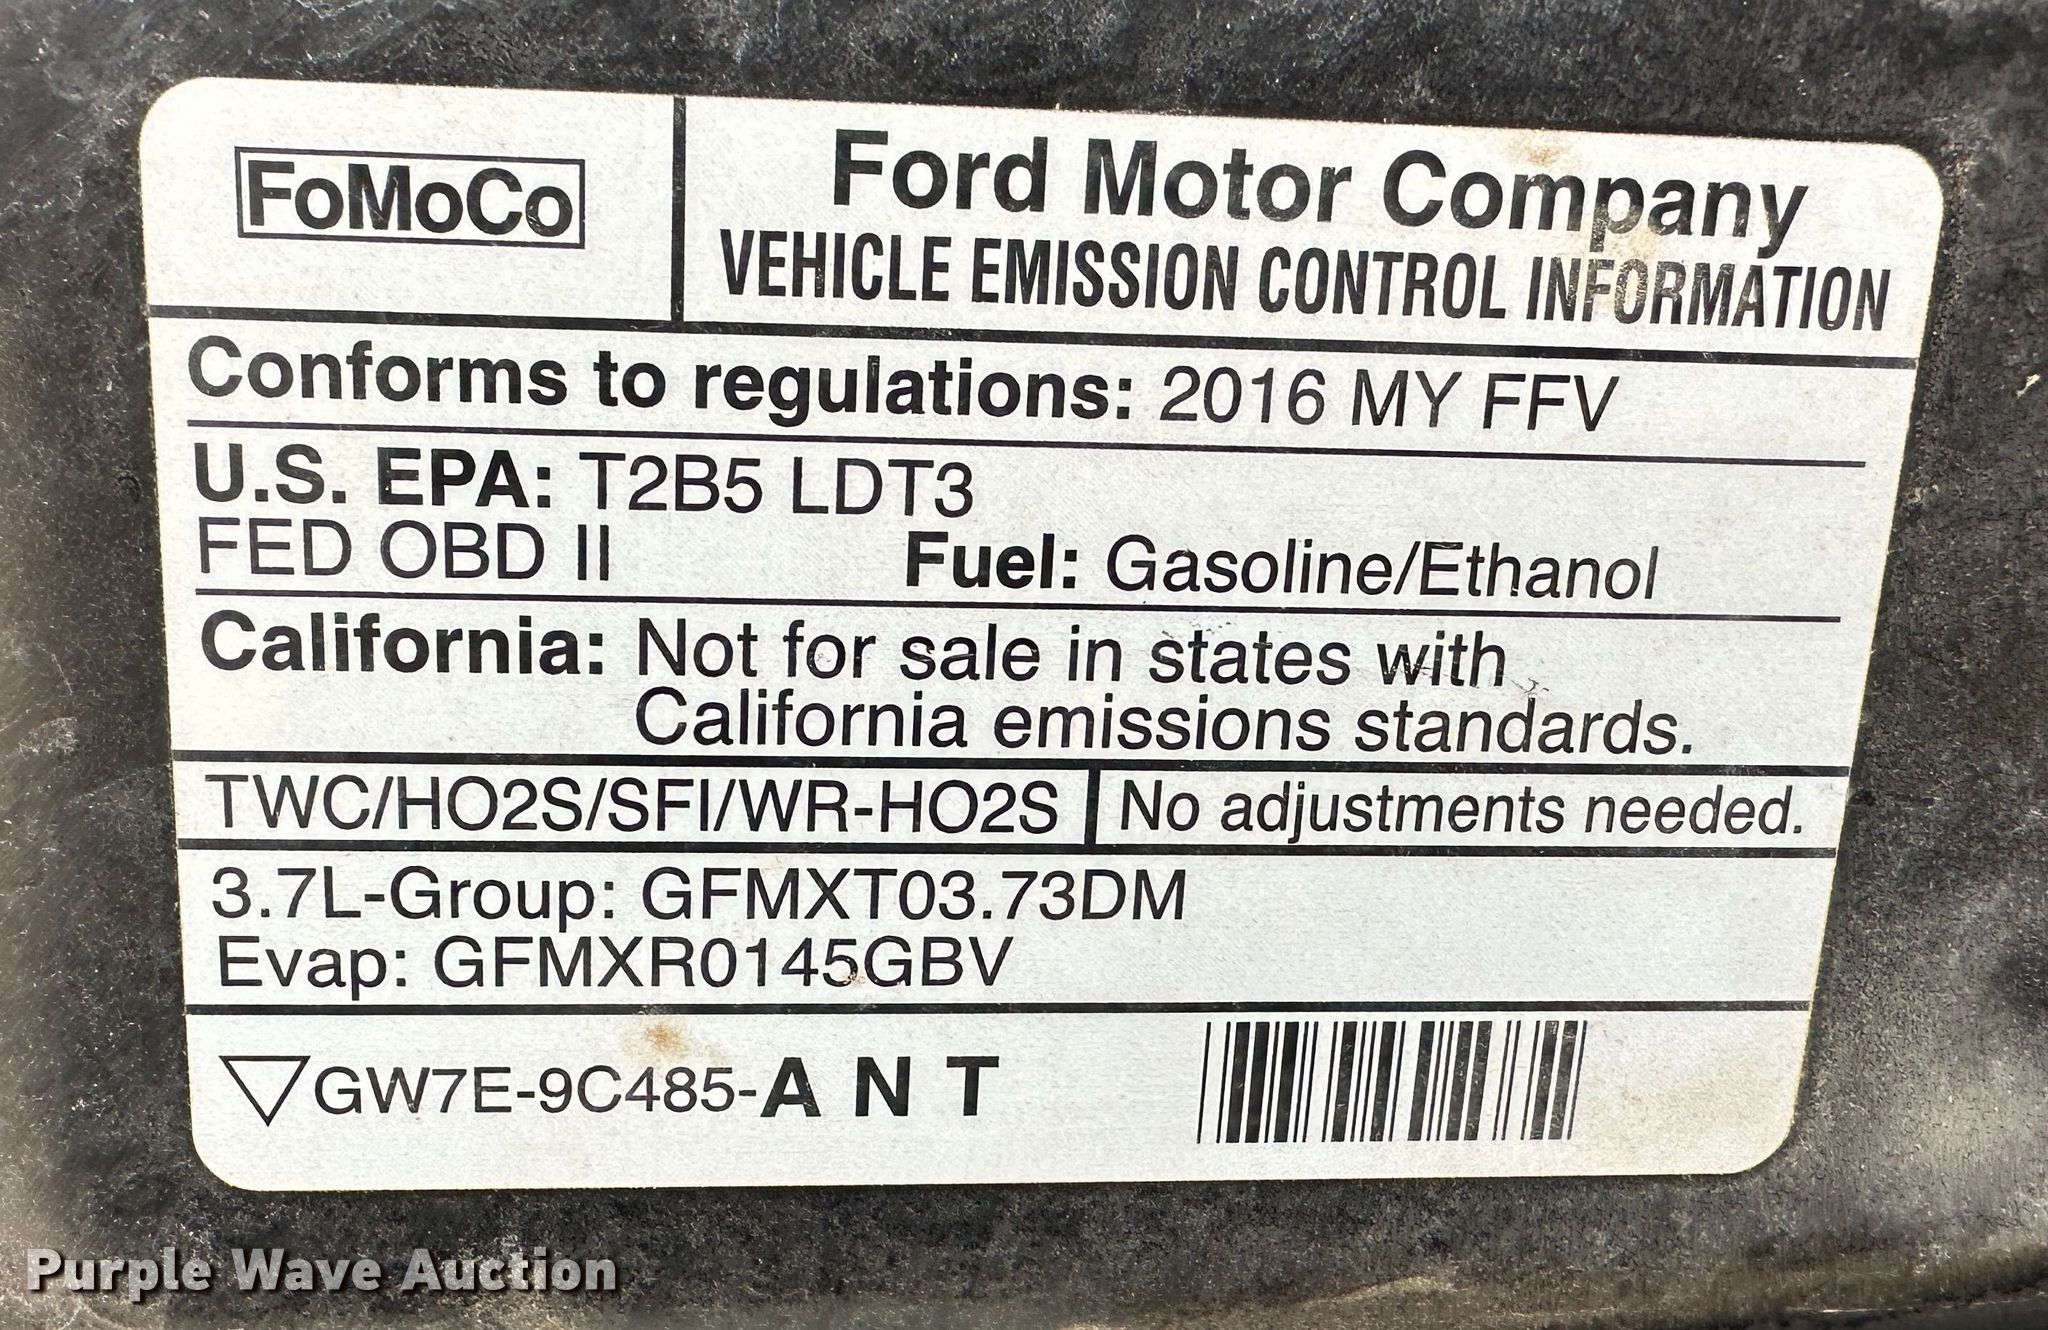 FoMoCo
Ford Motor Company
VEHICLE EMISSION CONTROL INFORMATION
Conforms to regulations: 2016 MY FFV
U.S. EPA: T2B5 LDT3
FED OBD II Fuel: Gasoline/Ethanol
California: Not for sale in states with
California emissions standards.
TWC/HO2S/SFI/WR-HO2S No adjustments needed.
3.7L-Group: GFMXT03.73DM
Evap: GFMXR0145GBV
GW7E-9C485-A N T
Purple Wave Auction